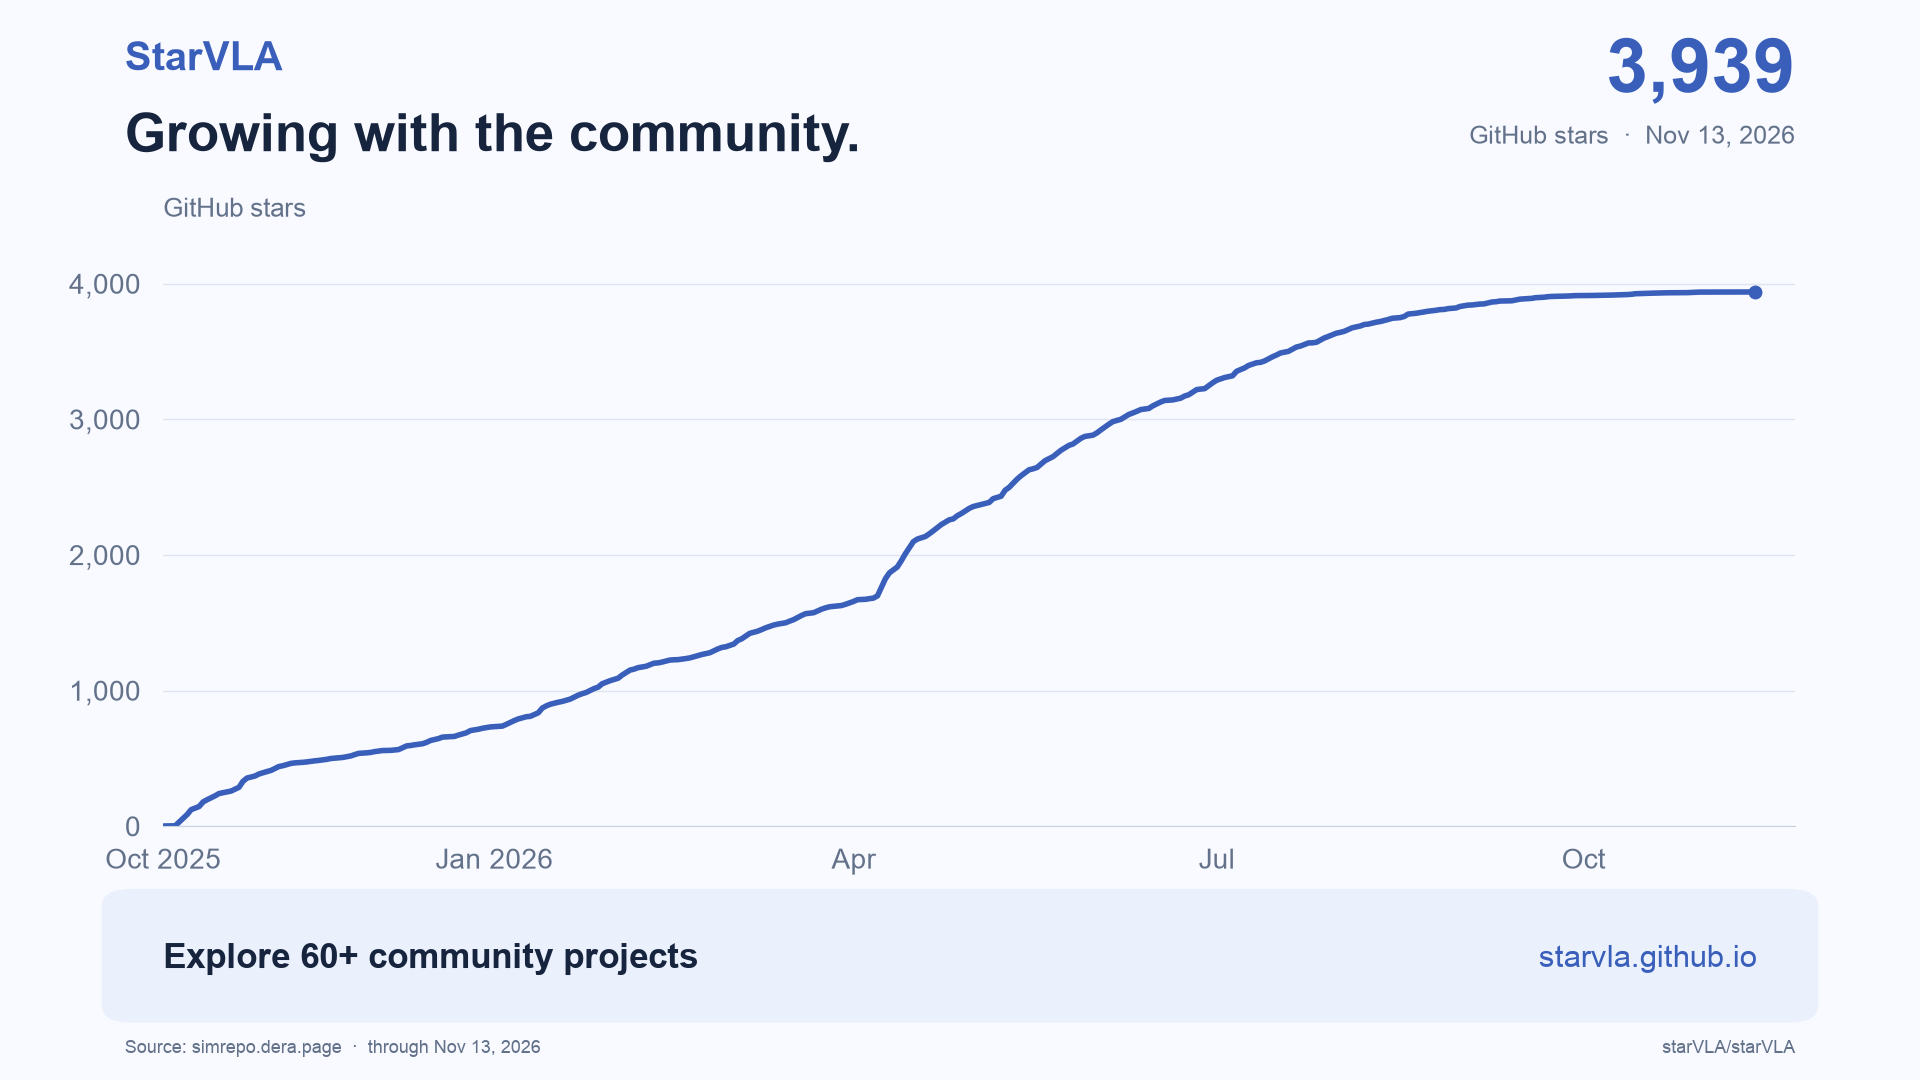 StarVLA
3,939
Growing with the community.
GitHub stars · Nov 13, 2026
GitHub stars
4,000
3,000
2,000
1,000
0
Oct 2025
Jan 2026
Apr
Jul
Oct
Explore 60+ community projects
starvla.github.io
Source: simrepo.dera.page · through Nov 13, 2026
starVLA/starVLA